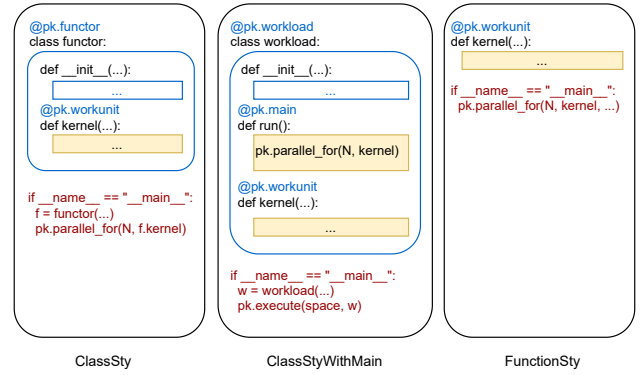 @pk.functor
class functor:
def __init__(...):
...
@pk.workunit
def kernel(...):
...
if __name__ == "__main__":
f = functor(...)
pk.parallel_for(N, f.kernel)
ClassSty
@pk.workload
class workload:
def __init__(...):
...
@pk.main
def run():
pk.parallel_for(N, kernel)
@pk.workunit
def kernel(...):
...
if __name__ == "__main__":
w = workload(...)
pk.execute(space, w)
ClassStyWithMain
@pk.workunit
def kernel(...):
...
if __name__ == "__main__":
pk.parallel_for(N, kernel, ...)
FunctionSty